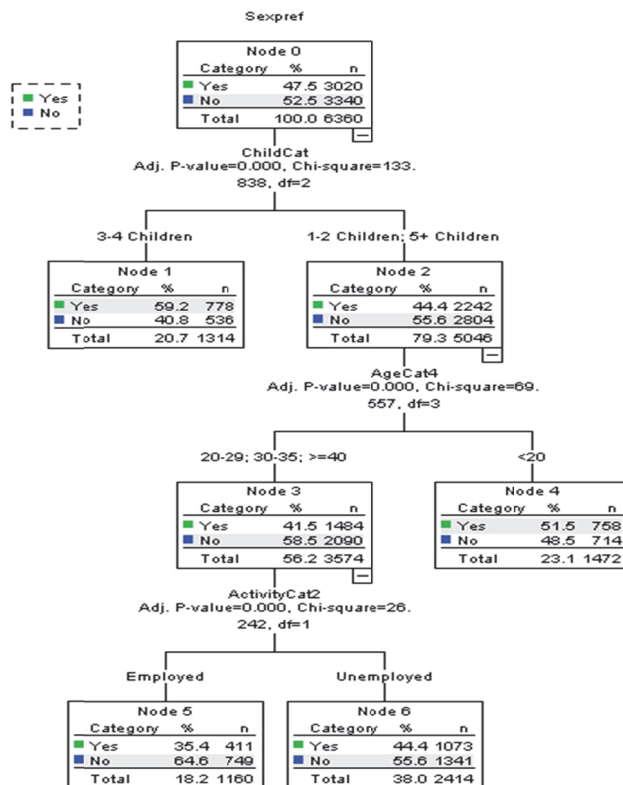 Sexpref
Yes
No
Node 0
Category % n
Yes 47.5 3020
No 52.5 3340
Total 100.0 6360
ChildCat
Adj. P-value=0.000, Chi-square=133.
838, df=2
3-4 Children
1-2 Children; 5+ Children
Node 1
Category % n
Yes 59.2 778
No 40.8 536
Total 20.7 1314
Node 2
Category % n
Yes 44.4 2242
No 55.6 2804
Total 79.3 5046
AgeCat4
Adj. P-value=0.000, Chi-square=69.
557, df=3
20-29; 30-35; >=40
<20
Node 3
Category % n
Yes 41.5 1484
No 58.5 2090
Total 56.2 3574
Node 4
Category % n
Yes 51.5 758
No 48.5 714
Total 23.1 1472
ActivityCat2
Adj. P-value=0.000, Chi-square=26.
242, df=1
Employed
Unemployed
Node 5
Category % n
Yes 35.4 411
No 64.6 749
Total 18.2 1160
Node 6
Category % n
Yes 44.4 1073
No 55.6 1341
Total 38.0 2414